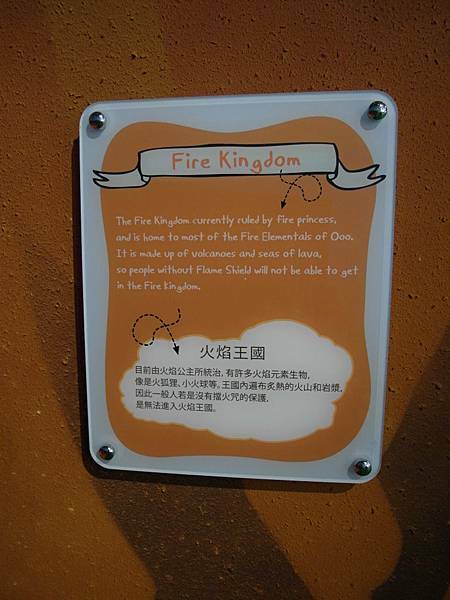 Fire Kingdom
The Fire Kingdom currently ruled by fire princess,
and is home to most of the Fire Elementals of Ooo.
It is made up of volcanoes and seas of lava,
so people without Flame Shield will not be able to get
in the Fire Kingdom.
火焰王國
目前由火焰公主所統治,有許多火焰元素生物,
像是火狐狸、小火球等。王國內遍布炙熱的火山和岩漿,
因此一般人若是沒有擋火咒的保護,
是無法進入火焰王國。